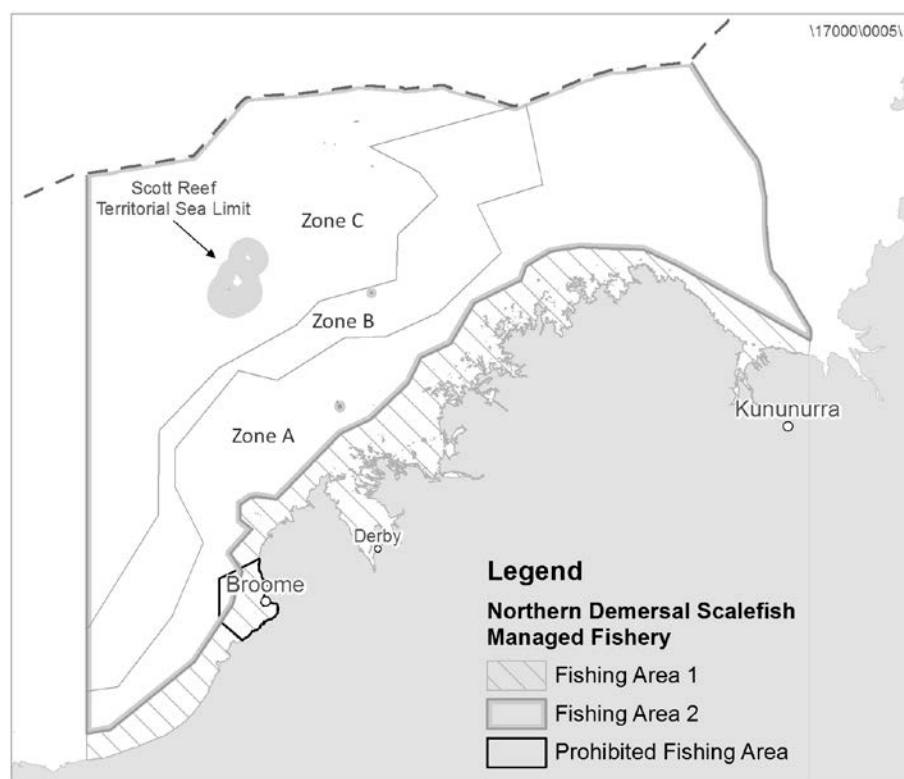 \17000\0005\
Scott Reef
Territorial Sea Limit
Zone C
Zone B
Zone A
Kununurra
Derby
Broome
Legend
Northern Demersal Scalefish
Managed Fishery
Fishing Area 1
Fishing Area 2
Prohibited Fishing Area